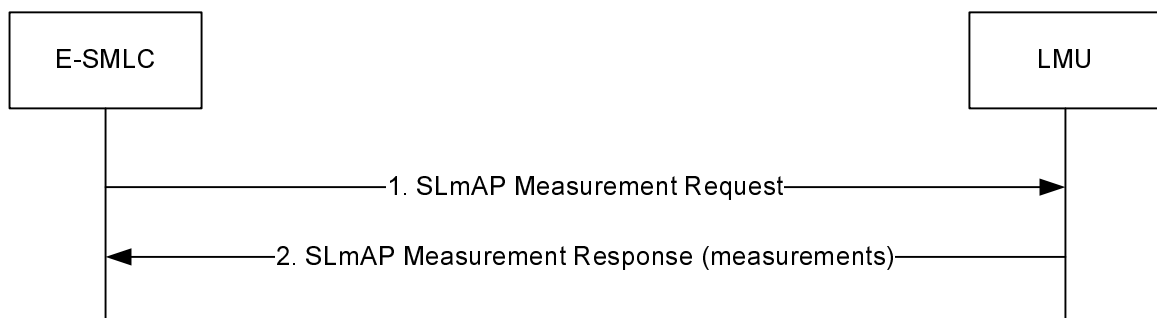 E-SMLC
LMU
1. SLmAP Measurement Request
2. SLmAP Measurement Response (measurements)